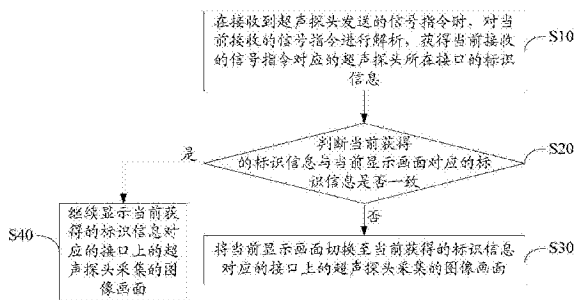 在接收到超声探头发送的信号指令时，对当
前接收的信号指令进行解析，获得当前接收
的信号指令对应的超声探头所在接口的标识
信息
S10
判断当前获得
的标识信息与当前显示画面对应的标
识信息是否一致
S20
是
否
继续显示当前获
得的标识信息对
应的接口上的超
声探头采集的图
像画面
S40
将当前显示画面切换至当前获得的标识信息
对应的接口上的超声探头采集的图像画面
S30